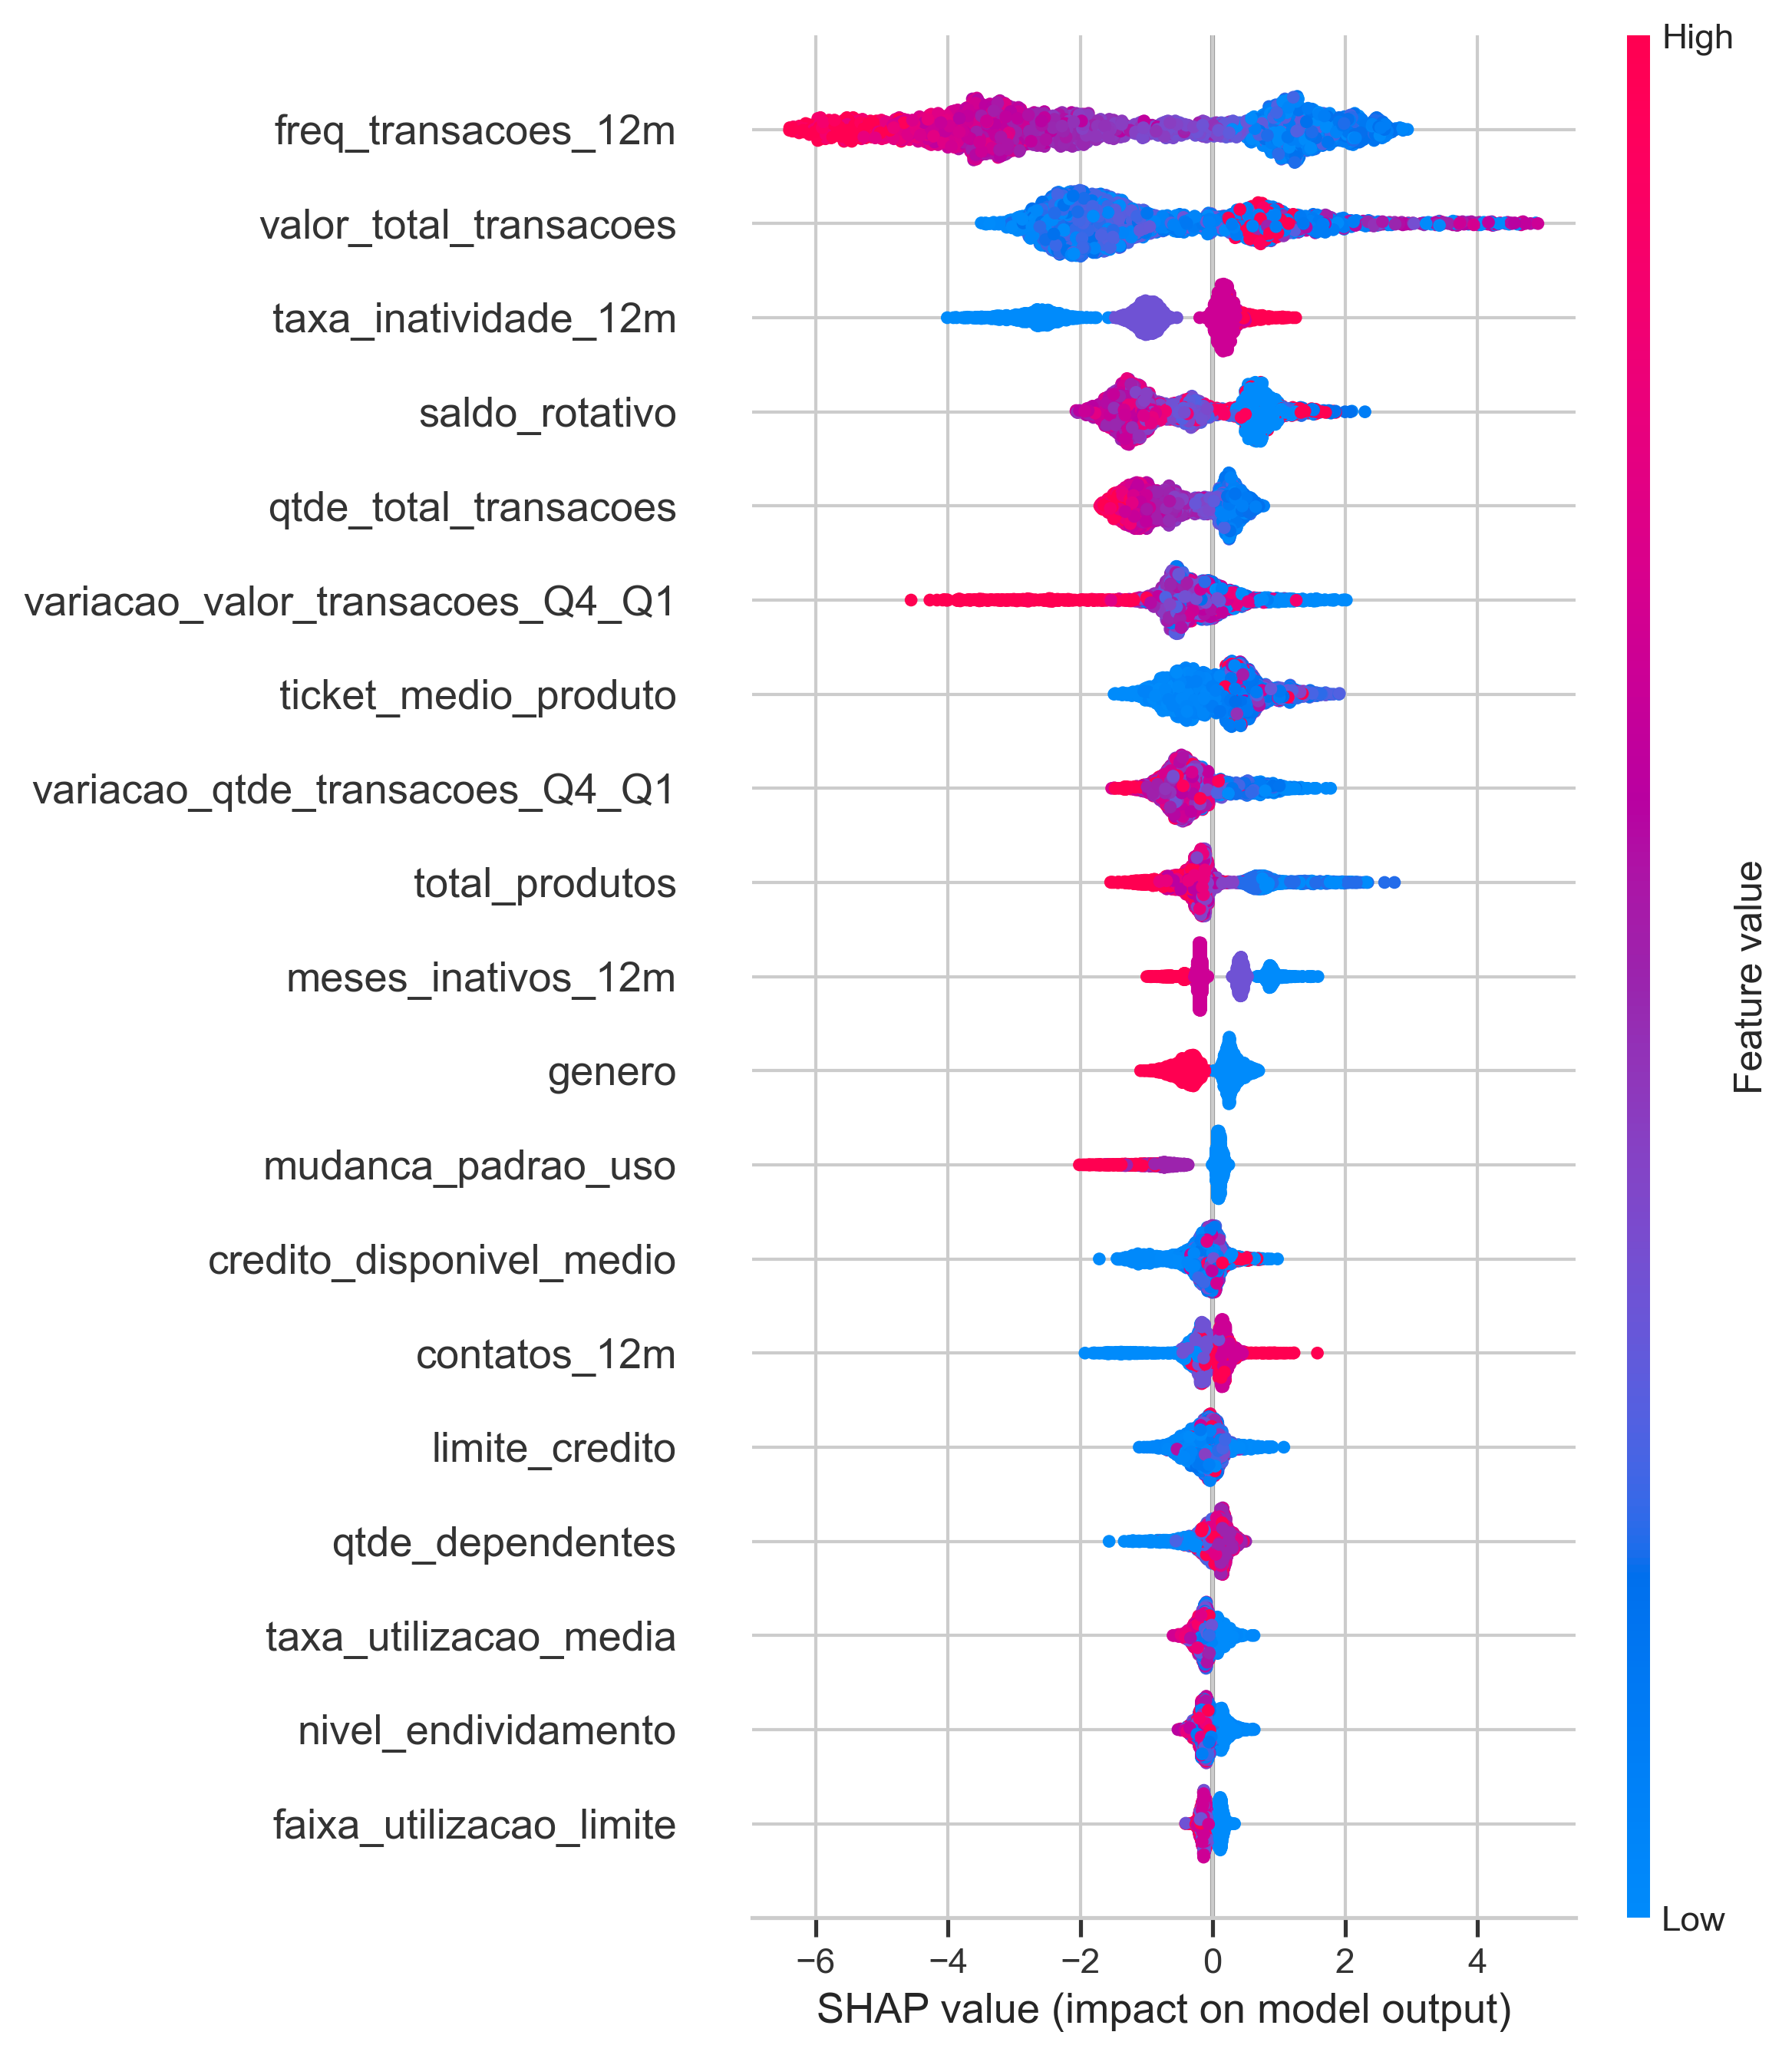 High
freq_transacoes_12m
valor_total_transacoes
taxa_inatividade_12m
saldo_rotativo
qtde_total_transacoes
variacao_valor_transacoes_Q4_Q1
ticket_medio_produto
variacao_qtde_transacoes_Q4_Q1
total_produtos
meses_inativos_12m
genero
mudanca_padrao_uso
credito_disponivel_medio
contatos_12m
limite_credito
qtde_dependentes
taxa_utilizacao_media
nivel_endividamento
faixa_utilizacao_limite
Feature value
Low
−6 −4 −2 0 2 4
SHAP value (impact on model output)